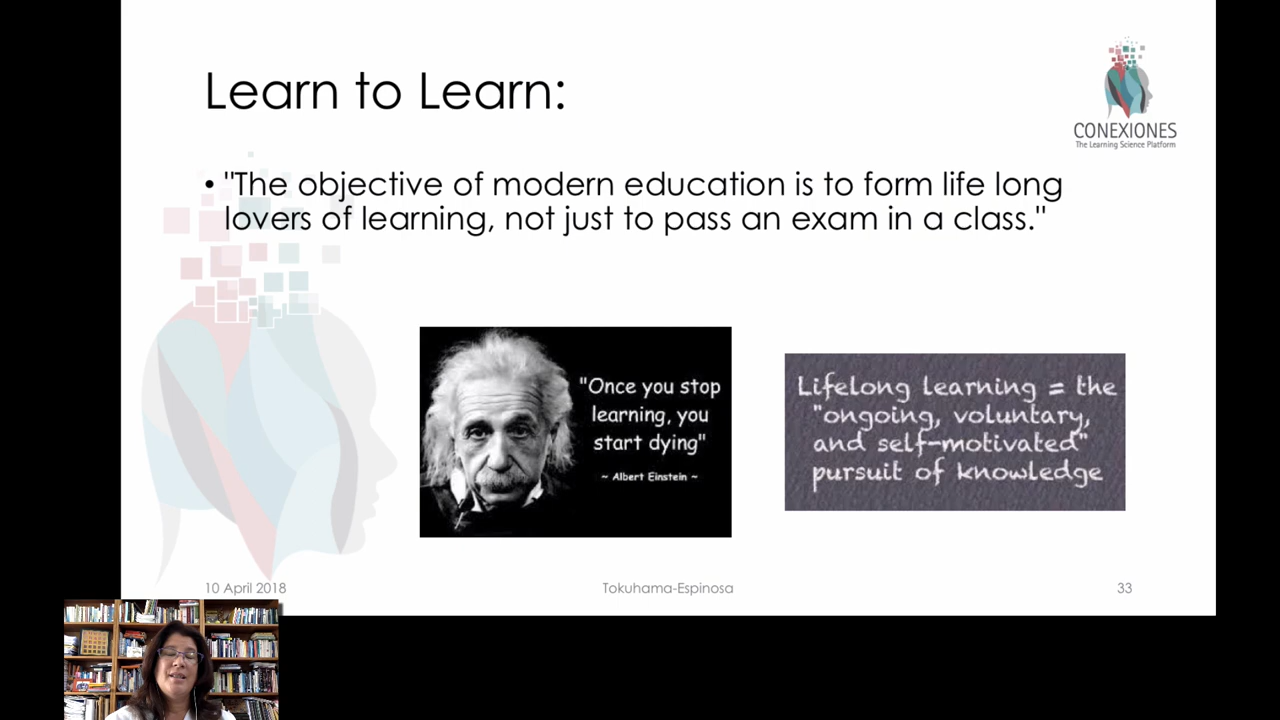 Learn to Learn:
CONEXIONES
The Learning Science Platform
• "The objective of modern education is to form life long
lovers of learning, not just to pass an exam in a class."
"Once you stop
learning, you
start dying"
~ Albert Einstein ~
Lifelong learning = the
"ongoing, voluntary,
and self-motivated"
pursuit of knowledge
10 April 2018
Tokuhama-Espinosa
33